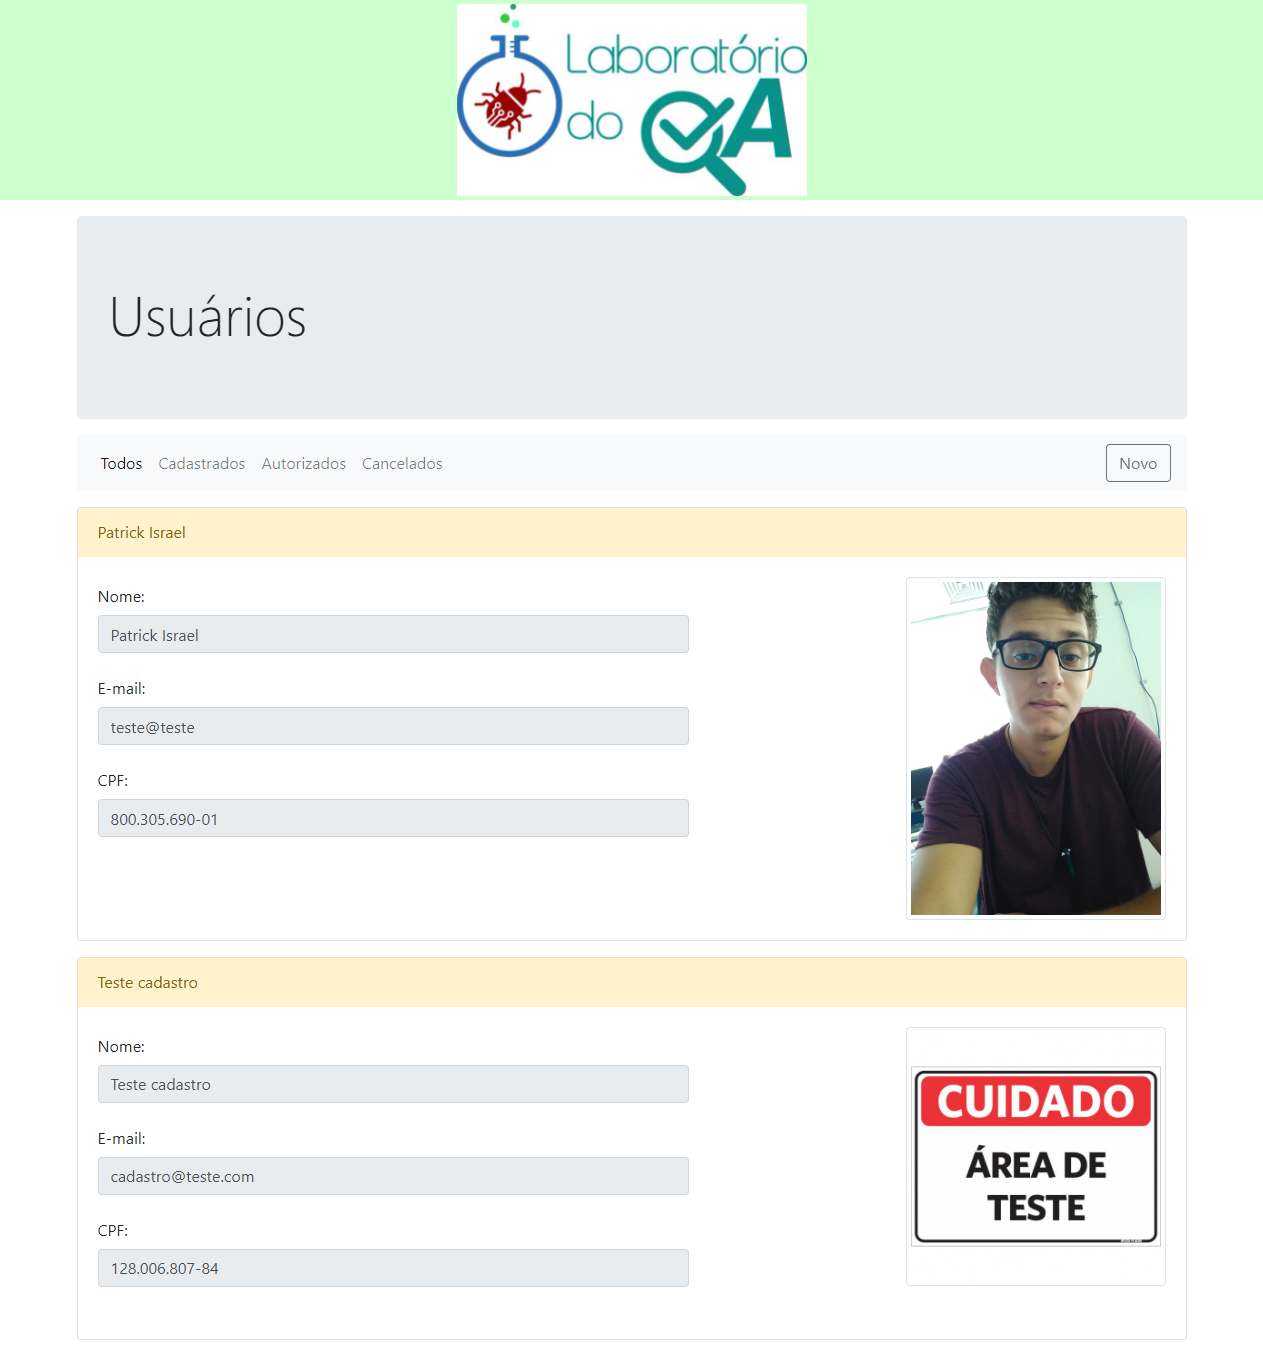 Laboratório
do QA
Usuários
Todos Cadastrados Autorizados Cancelados Novo
Patrick Israel
Nome:
Patrick Israel
E-mail:
teste@teste
CPF:
800.305.690-01
Teste cadastro
Nome:
Teste cadastro
E-mail:
cadastro@teste.com
CPF:
128.006.807-84
CUIDADO
ÁREA DE
TESTE